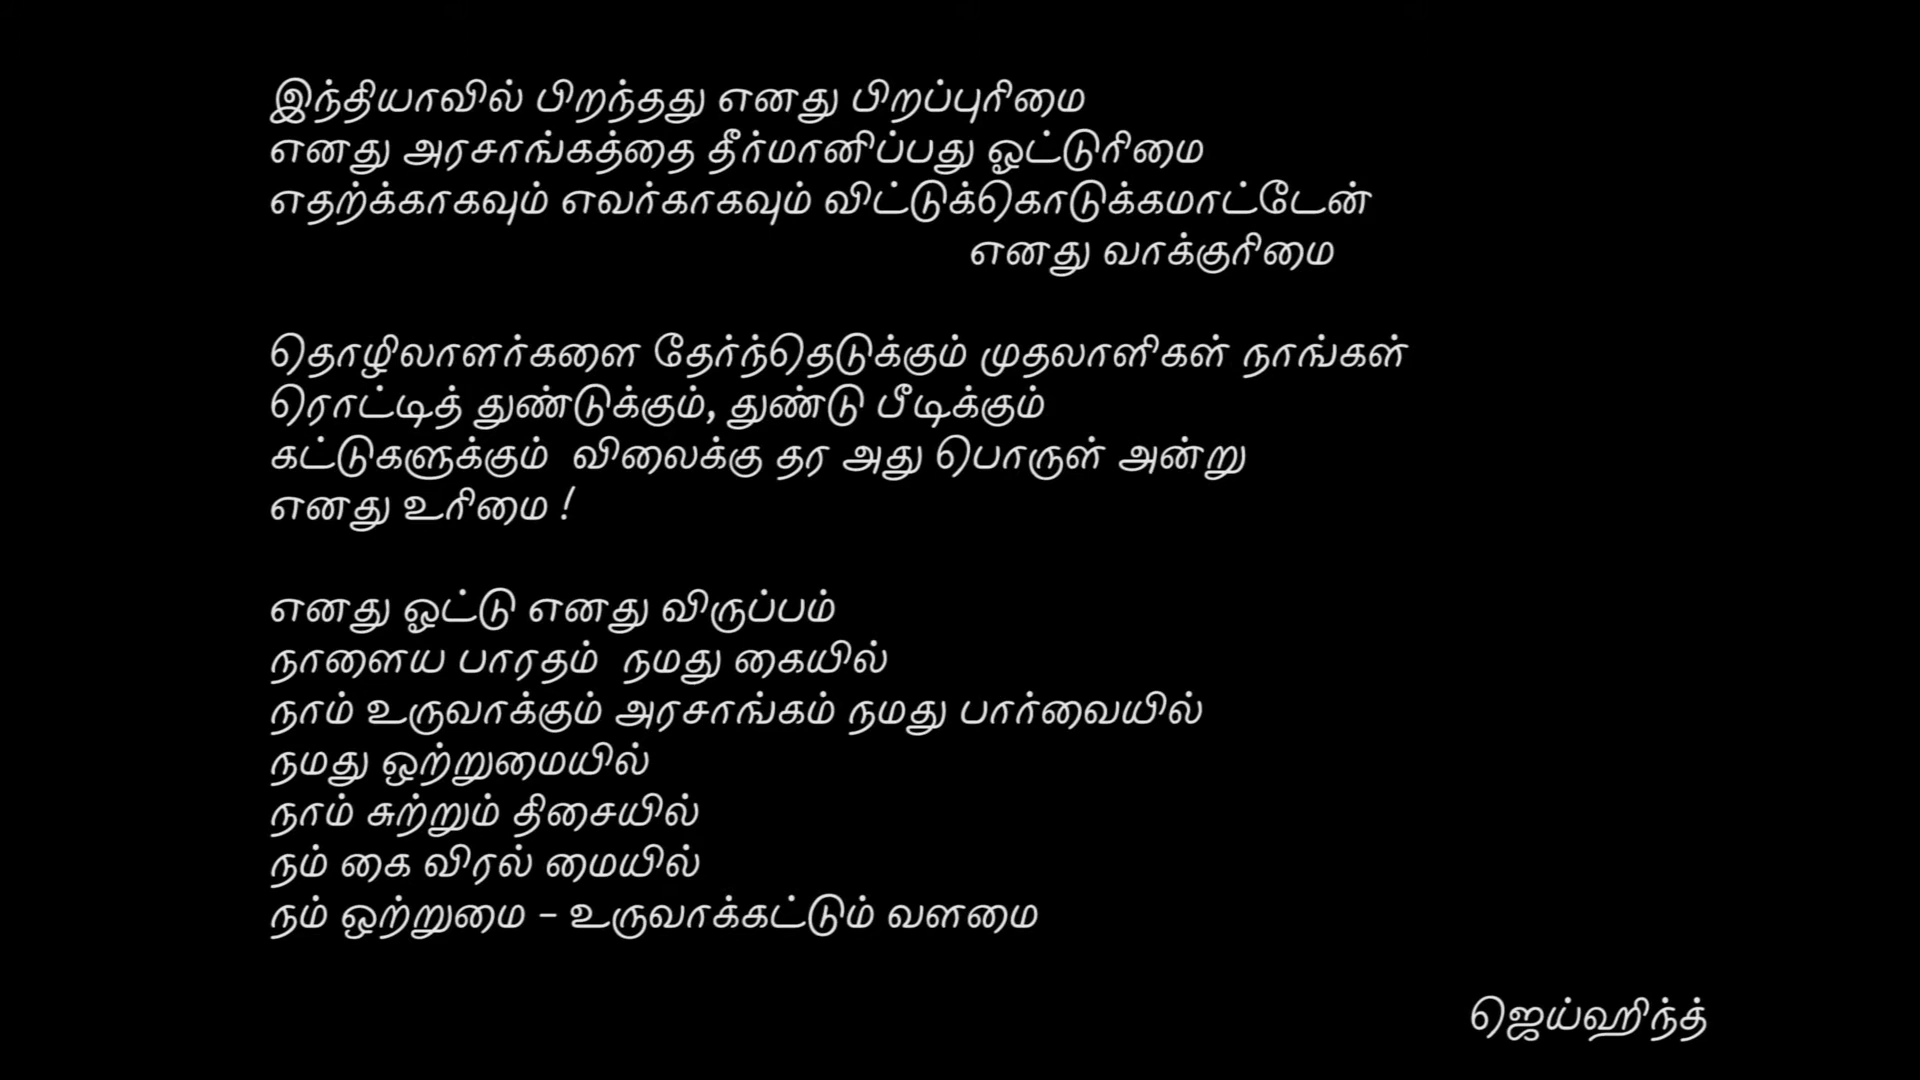 இந்தியாவில் பிறந்தது எனது பிறப்புரிமை
எனது அரசாங்கத்தை தீர்மானிப்பது ஓட்டுரிமை
எதற்க்காகவும் எவர்காகவும் விட்டுக்கொடுக்கமாட்டேன்
எனது வாக்குரிமை
தொழிலாளர்களை தேர்ந்தெடுக்கும் முதலாளிகள் நாங்கள்
ரொட்டித் துண்டுக்கும், துண்டு பீடிக்கும்
கட்டுகளுக்கும் விலைக்கு தர அது பொருள் அன்று
எனது உரிமை !
எனது ஓட்டு எனது விருப்பம்
நாளைய பாரதம் நமது கையில்
நாம் உருவாக்கும் அரசாங்கம் நமது பார்வையில்
நமது ஒற்றுமையில்
நாம் சுற்றும் திசையில்
நம் கை விரல் மையில்
நம் ஒற்றுமை - உருவாக்கட்டும் வளமை
ஜெய்ஹிந்த்